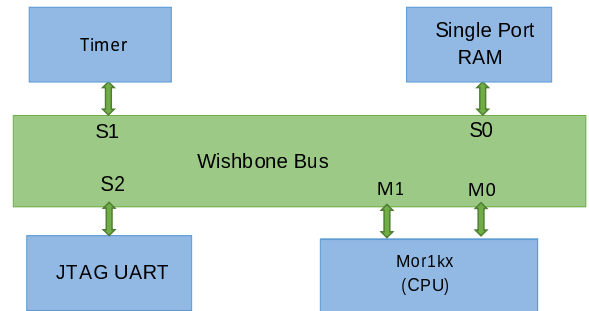 Timer
Single Port
RAM
S1
S0
Wishbone Bus
S2
M1
M0
JTAG UART
Mor1kx
(CPU)